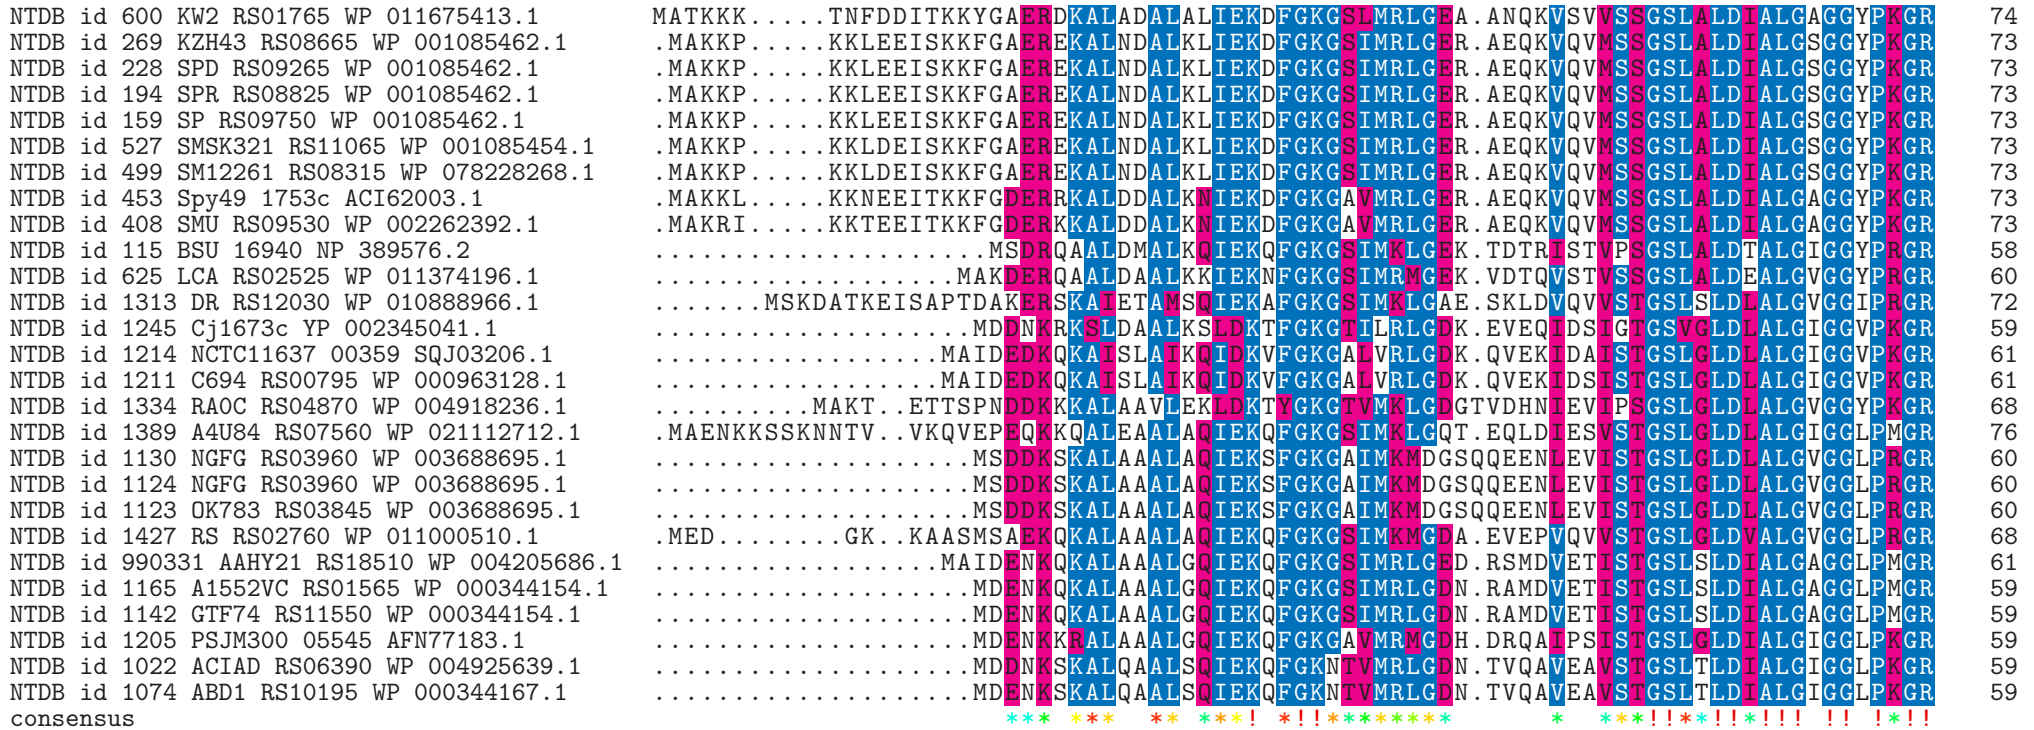 NTDB id 600 KW2 RS01765 WP 011675413.1 MATKKK.....TNFDDITKKYGAERDKALADALALIEKDFGKGSLMRLGEA.ANQKVSVVSSGSLALDIALGAGGYPKGR 74
NTDB id 269 KZH43 RS08665 WP 001085462.1 .MAKKP.....KKLEEISKKFGAEREKALNDALKLIEKDFGKGSIMRLGER.AEQKVQVMSSGSLALDIALGSGGYPKGR 73
NTDB id 228 SPD RS09265 WP 001085462.1 .MAKKP.....KKLEEISKKFGAEREKALNDALKLIEKDFGKGSIMRLGER.AEQKVQVMSSGSLALDIALGSGGYPKGR 73
NTDB id 194 SPR RS08825 WP 001085462.1 .MAKKP.....KKLEEISKKFGAEREKALNDALKLIEKDFGKGSIMRLGER.AEQKVQVMSSGSLALDIALGSGGYPKGR 73
NTDB id 159 SP RS09750 WP 001085462.1 .MAKKP.....KKLEEISKKFGAEREKALNDALKLIEKDFGKGSIMRLGER.AEQKVQVMSSGSLALDIALGSGGYPKGR 73
NTDB id 527 SMSK321 RS11065 WP 001085454.1 .MAKKP.....KKLDEISKKFGAEREKALNDALKLIEKDFGKGSIMRLGER.AEQKVQVMSSGSLALDIALGSGGYPKGR 73
NTDB id 499 SM12261 RS08315 WP 078228268.1 .MAKKP.....KKLDEISKKFGAEREKALNDALKLIEKDFGKGSIMRLGER.AEQKVQVMSSGSLALDIALGSGGYPKGR 73
NTDB id 453 Spy49 1753c ACI62003.1 .MAKKL.....KKNEEITKKFGDERRKALDDALKNIEKDFGKGAVMRLGER.AEQKVQVMSSGSLALDIALGAGGYPKGR 73
NTDB id 408 SMU RS09530 WP 002262392.1 .MAKRI.....KKTEEITKKFGDERKKALDDALKNIEKDFGKGAVMRLGER.AEQKVQVMSSGSLALDIALGAGGYPKGR 73
NTDB id 115 BSU 16940 NP 389576.2 .....................MSDRQAALDMALKQIEKQFGKGSIMKLGEK.TDTRISTVPSGSLALDTALGIGGYPRGR 58
NTDB id 625 LCA RS02525 WP 011374196.1 ...................MAKDERQAALDAALKKIEKNFGKGSIMRMGEK.VDTQVSTVSSGSLALDEALGVGGYPRGR 60
NTDB id 1313 DR RS12030 WP 010888966.1 .......MSKDATKEISAPTDAKERSKAIETAMSQIEKAFGKGSIMKLGAE.SKLDVQVVSTGSLSLDLALGVGGIPRGR 72
NTDB id 1245 Cj1673c YP 002345041.1 ....................MDDNKRKSLDAALKSLDKTFGKGTILRLGDK.EVEQIDSIGTGSVGLDLALGIGGVPKGR 59
NTDB id 1214 NCTC11637 00359 SQJ03206.1 ..................MAIDEDKQKAISLAIKQIDKVFGKGALVRLGDK.QVEKIDAISTGSLGLDLALGIGGVPKGR 61
NTDB id 1211 C694 RS00795 WP 000963128.1 ..................MAIDEDKQKAISLAIKQIDKVFGKGALVRLGDK.QVEKIDSISTGSLGLDLALGIGGVPKGR 61
NTDB id 1334 RA0C RS04870 WP 004918236.1 ..........MAKT..ETTSPNDDKKKALAAVLEKLDKTYGKGTVMKLGDGTVDHNIEVIPSGSLGLDLALGVGGYPKGR 68
NTDB id 1389 A4U84 RS07560 WP 021112712.1 .MAENKKSSKNNTV..VKQVEPEQKKQALEAALAQIEKQFGKGSIMKLGQT.EQLDIESVSTGSLGLDIALGIGGLPMGR 76
NTDB id 1130 NGFG RS03960 WP 003688695.1 ....................MSDDKSKALAAALAQIEKSFGKGAIMKMDGSQQEENLEVISTGSLGLDLALGVGGLPRGR 60
NTDB id 1124 NGFG RS03960 WP 003688695.1 ....................MSDDKSKALAAALAQIEKSFGKGAIMKMDGSQQEENLEVISTGSLGLDLALGVGGLPRGR 60
NTDB id 1123 OK783 RS03845 WP 003688695.1 ....................MSDDKSKALAAALAQIEKSFGKGAIMKMDGSQQEENLEVISTGSLGLDLALGVGGLPRGR 60
NTDB id 1427 RS RS02760 WP 011000510.1 .MED........GK..KAASMSAEKQKALAAALAQIEKQFGKGSIMKMGDA.EVEPVQVVSTGSLGLDVALGVGGLPRGR 68
NTDB id 990331 AAHY21 RS18510 WP 004205686.1 ..................MAIDENKQKALAAALGQIEKQFGKGSIMRLGED.RSMDVETISTGSLSLDIALGAGGLPMGR 61
NTDB id 1165 A1552VC RS01565 WP 000344154.1 ....................MDENKQKALAAALGQIEKQFGKGSIMRLGDN.RAMDVETISTGSLSLDIALGAGGLPMGR 59
NTDB id 1142 GTF74 RS11550 WP 000344154.1 ....................MDENKQKALAAALGQIEKQFGKGSIMRLGDN.RAMDVETISTGSLSLDIALGAGGLPMGR 59
NTDB id 1205 PSJM300 05545 AFN77183.1 ....................MDENKKRALAAALGQIEKQFGKGAVMRMGDH.DRQAIPSISTGSLGLDIALGIGGLPKGR 59
NTDB id 1022 ACIAD RS06390 WP 004925639.1 ....................MDDNKSKALQAALSQIEKQFGKNTVMRLGDN.TVQAVEAVSTGSLTLDIALGIGGLPKGR 59
NTDB id 1074 ABD1 RS10195 WP 000344167.1 ....................MDENKSKALQAALSQIEKQFGKNTVMRLGDN.TVQAVEAVSTGSLTLDIALGIGGLPKGR 59
consensus *** *** ** ***! *!!******** * ***!!**!!*!!! !! !*!!